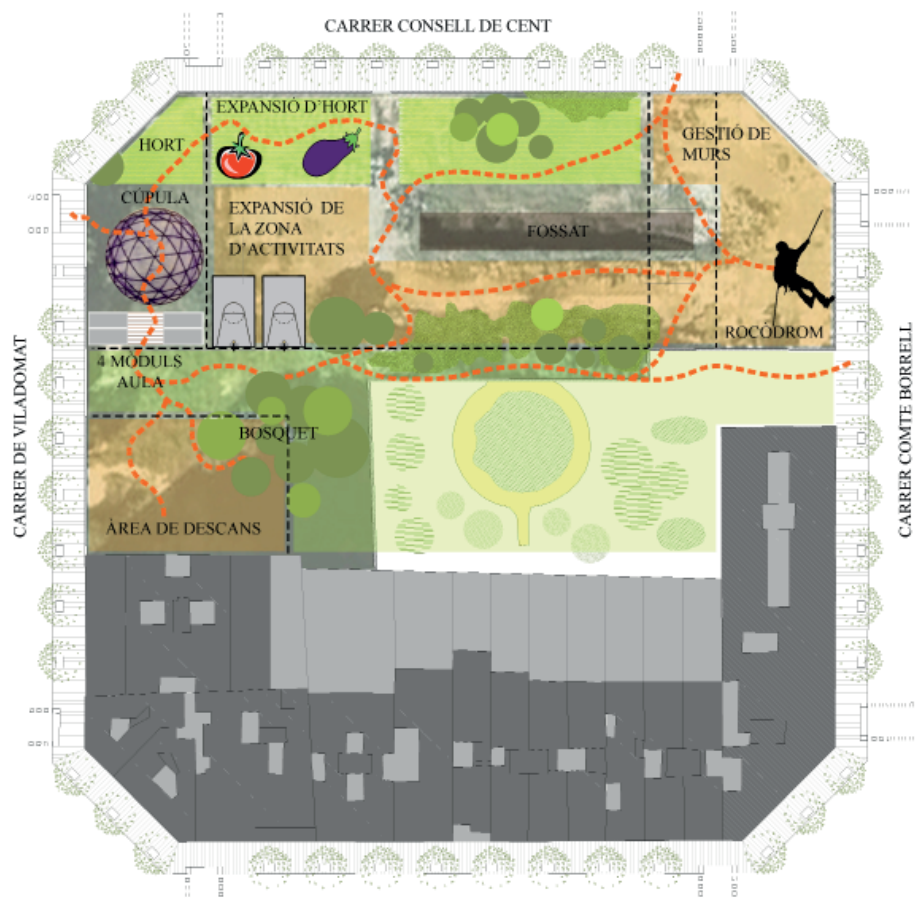 CARRER CONSELL DE CENT
EXPANSIÓ D'HORT
HORT
GESTIÓ DE
MURS
CÚPULA
EXPANSIÓ DE
LA ZONA
D'ACTIVITATS
FOSSAT
ROCÒDROM
4 MÒDULS
AULA
BOSQUET
ÀREA DE DESCANS
CARRER DE VILADOMAT
CARRER COMTE BORRELL